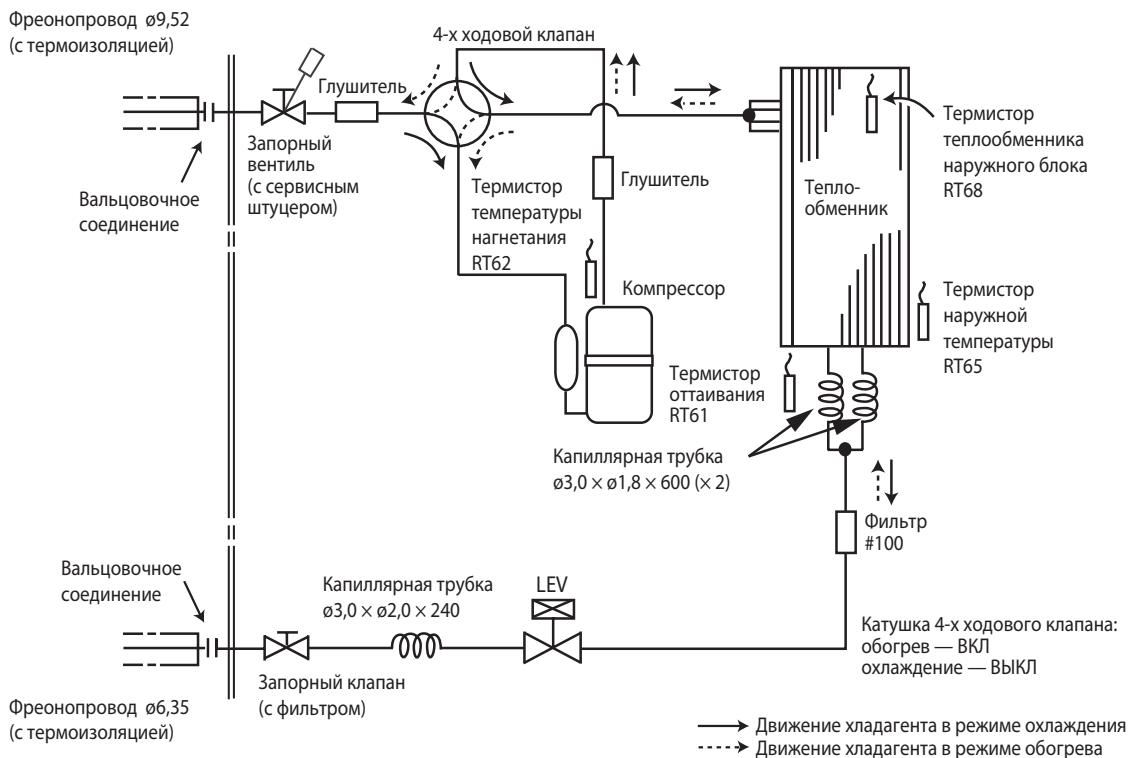 Фреонопровод ø9,52
(с термоизоляцией)
4-х ходовой клапан
Глушитель
Запорный
вентиль
(с сервисным
штуцером)
Вальцовочное
соединение
Термистор
температуры
нагнетания
RT62
Глушитель
Компрессор
Тепло-
обменник
Термистор
теплообменника
наружного блока
RT68
Термистор
наружной
температуры
RT65
Термистор
оттаивания
RT61
Капиллярная трубка
ø3,0 × ø1,8 × 600 (× 2)
Фильтр
#100
Вальцовочное
соединение
Капиллярная трубка
ø3,0 × ø2,0 × 240
LEV
Запорный клапан
(с фильтром)
Фреонопровод ø6,35
(с термоизоляцией)
Катушка 4-х ходового клапана:
обогрев — ВКЛ
охлаждение — ВЫКЛ
Движение хладагента в режиме охлаждения
Движение хладагента в режиме обогрева